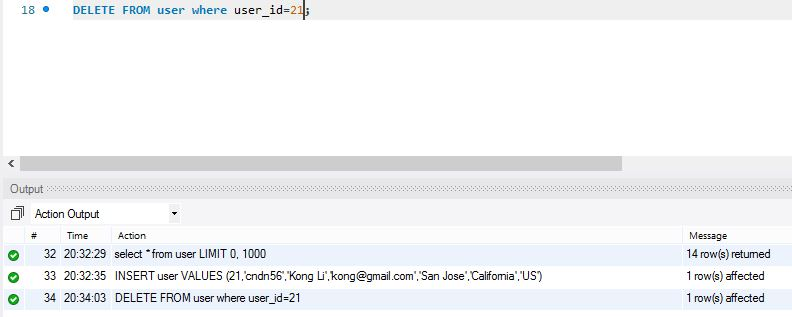 18 DELETE FROM user where user_id=21;
Output
Action Output
# Time Action Message
32 20:32:29 select * from user LIMIT 0, 1000 14 row(s) returned
33 20:32:35 INSERT user VALUES (21,'cndn56','Kong Li','kong@gmail.com','San Jose','California','US') 1 row(s) affected
34 20:34:03 DELETE FROM user where user_id=21 1 row(s) affected